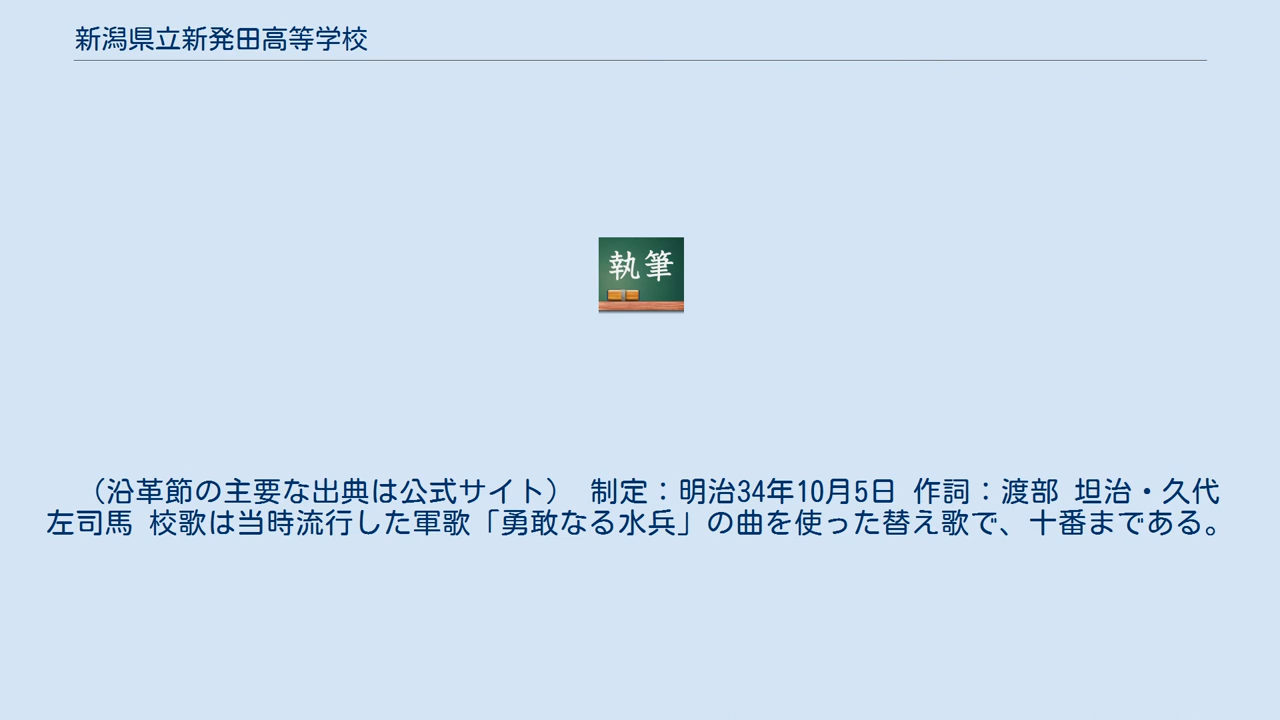 新潟県立新発田高等学校
執筆
（沿革節の主要な出典は公式サイト） 制定：明治34年10月5日 作詞：渡部 坦治・久代
左司馬 校歌は当時流行した軍歌「勇敢なる水兵」の曲を使った替え歌で、十番まである。